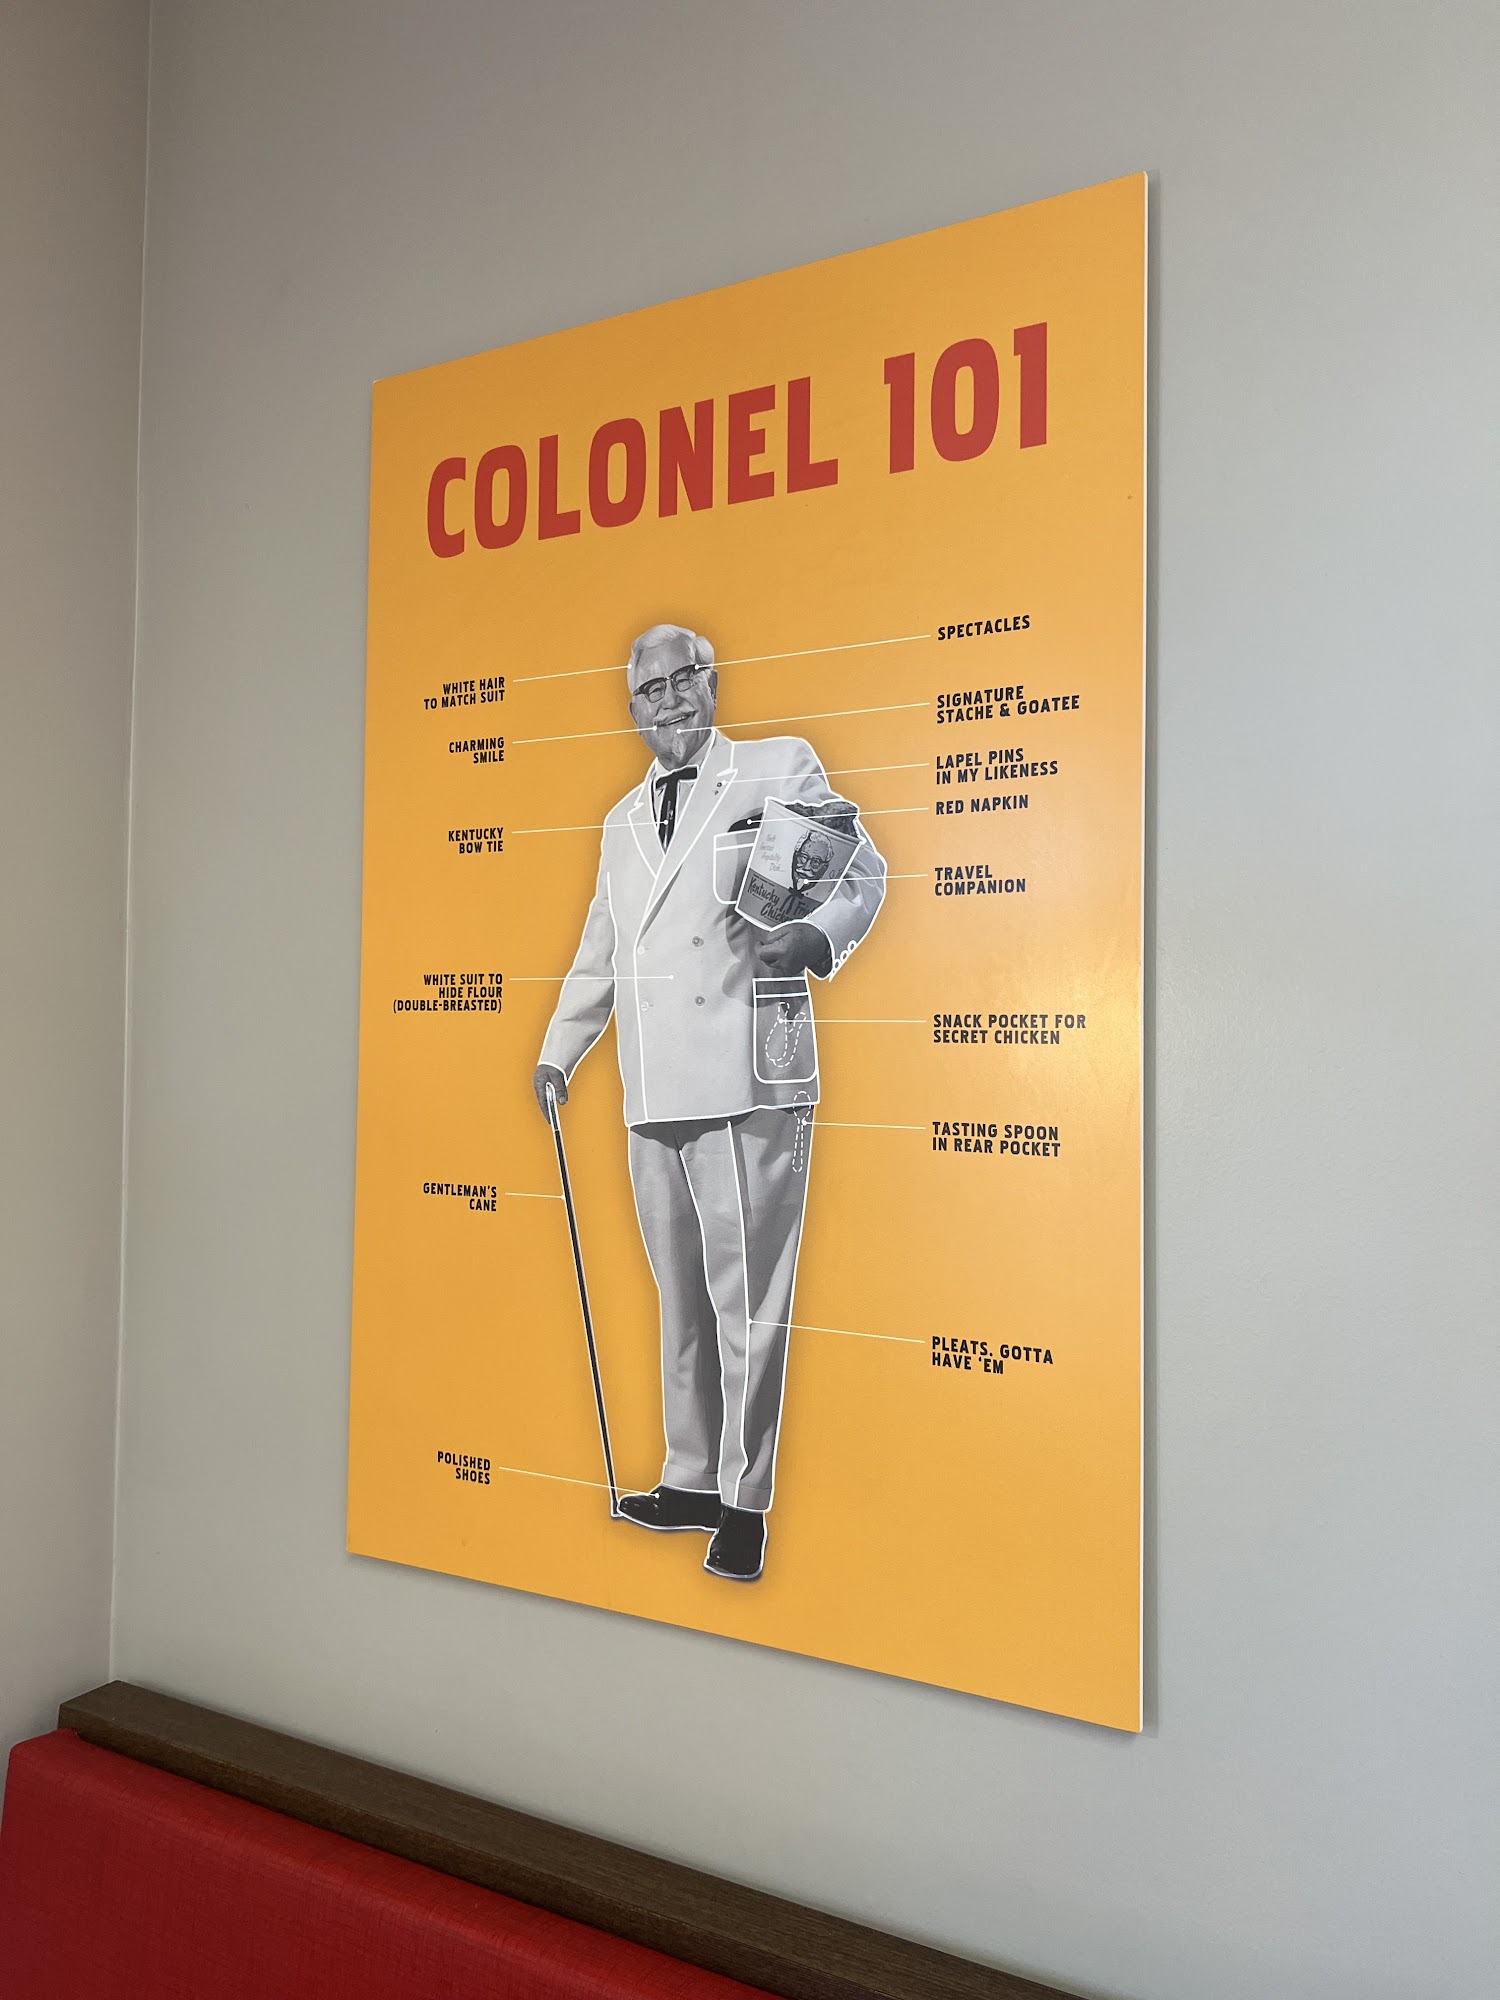 COLONEL 101
WHITE HAIR
TO MATCH SUIT
CHARMING
SMILE
KENTUCKY
BOW TIE
WHITE SUIT TO
HIDE FLOUR
(DOUBLE-BREASTED)
GENTLEMAN'S
CANE
POLISHED
SHOES
SPECTACLES
SIGNATURE
STACHE & GOATEE
LAPEL PINS
IN MY LIKENESS
RED NAPKIN
TRAVEL
COMPANION
Kentucky
SNACK POCKET FOR
SECRET CHICKEN
TASTING SPOON
IN REAR POCKET
PLEATS. GOTTA
HAVE 'EM